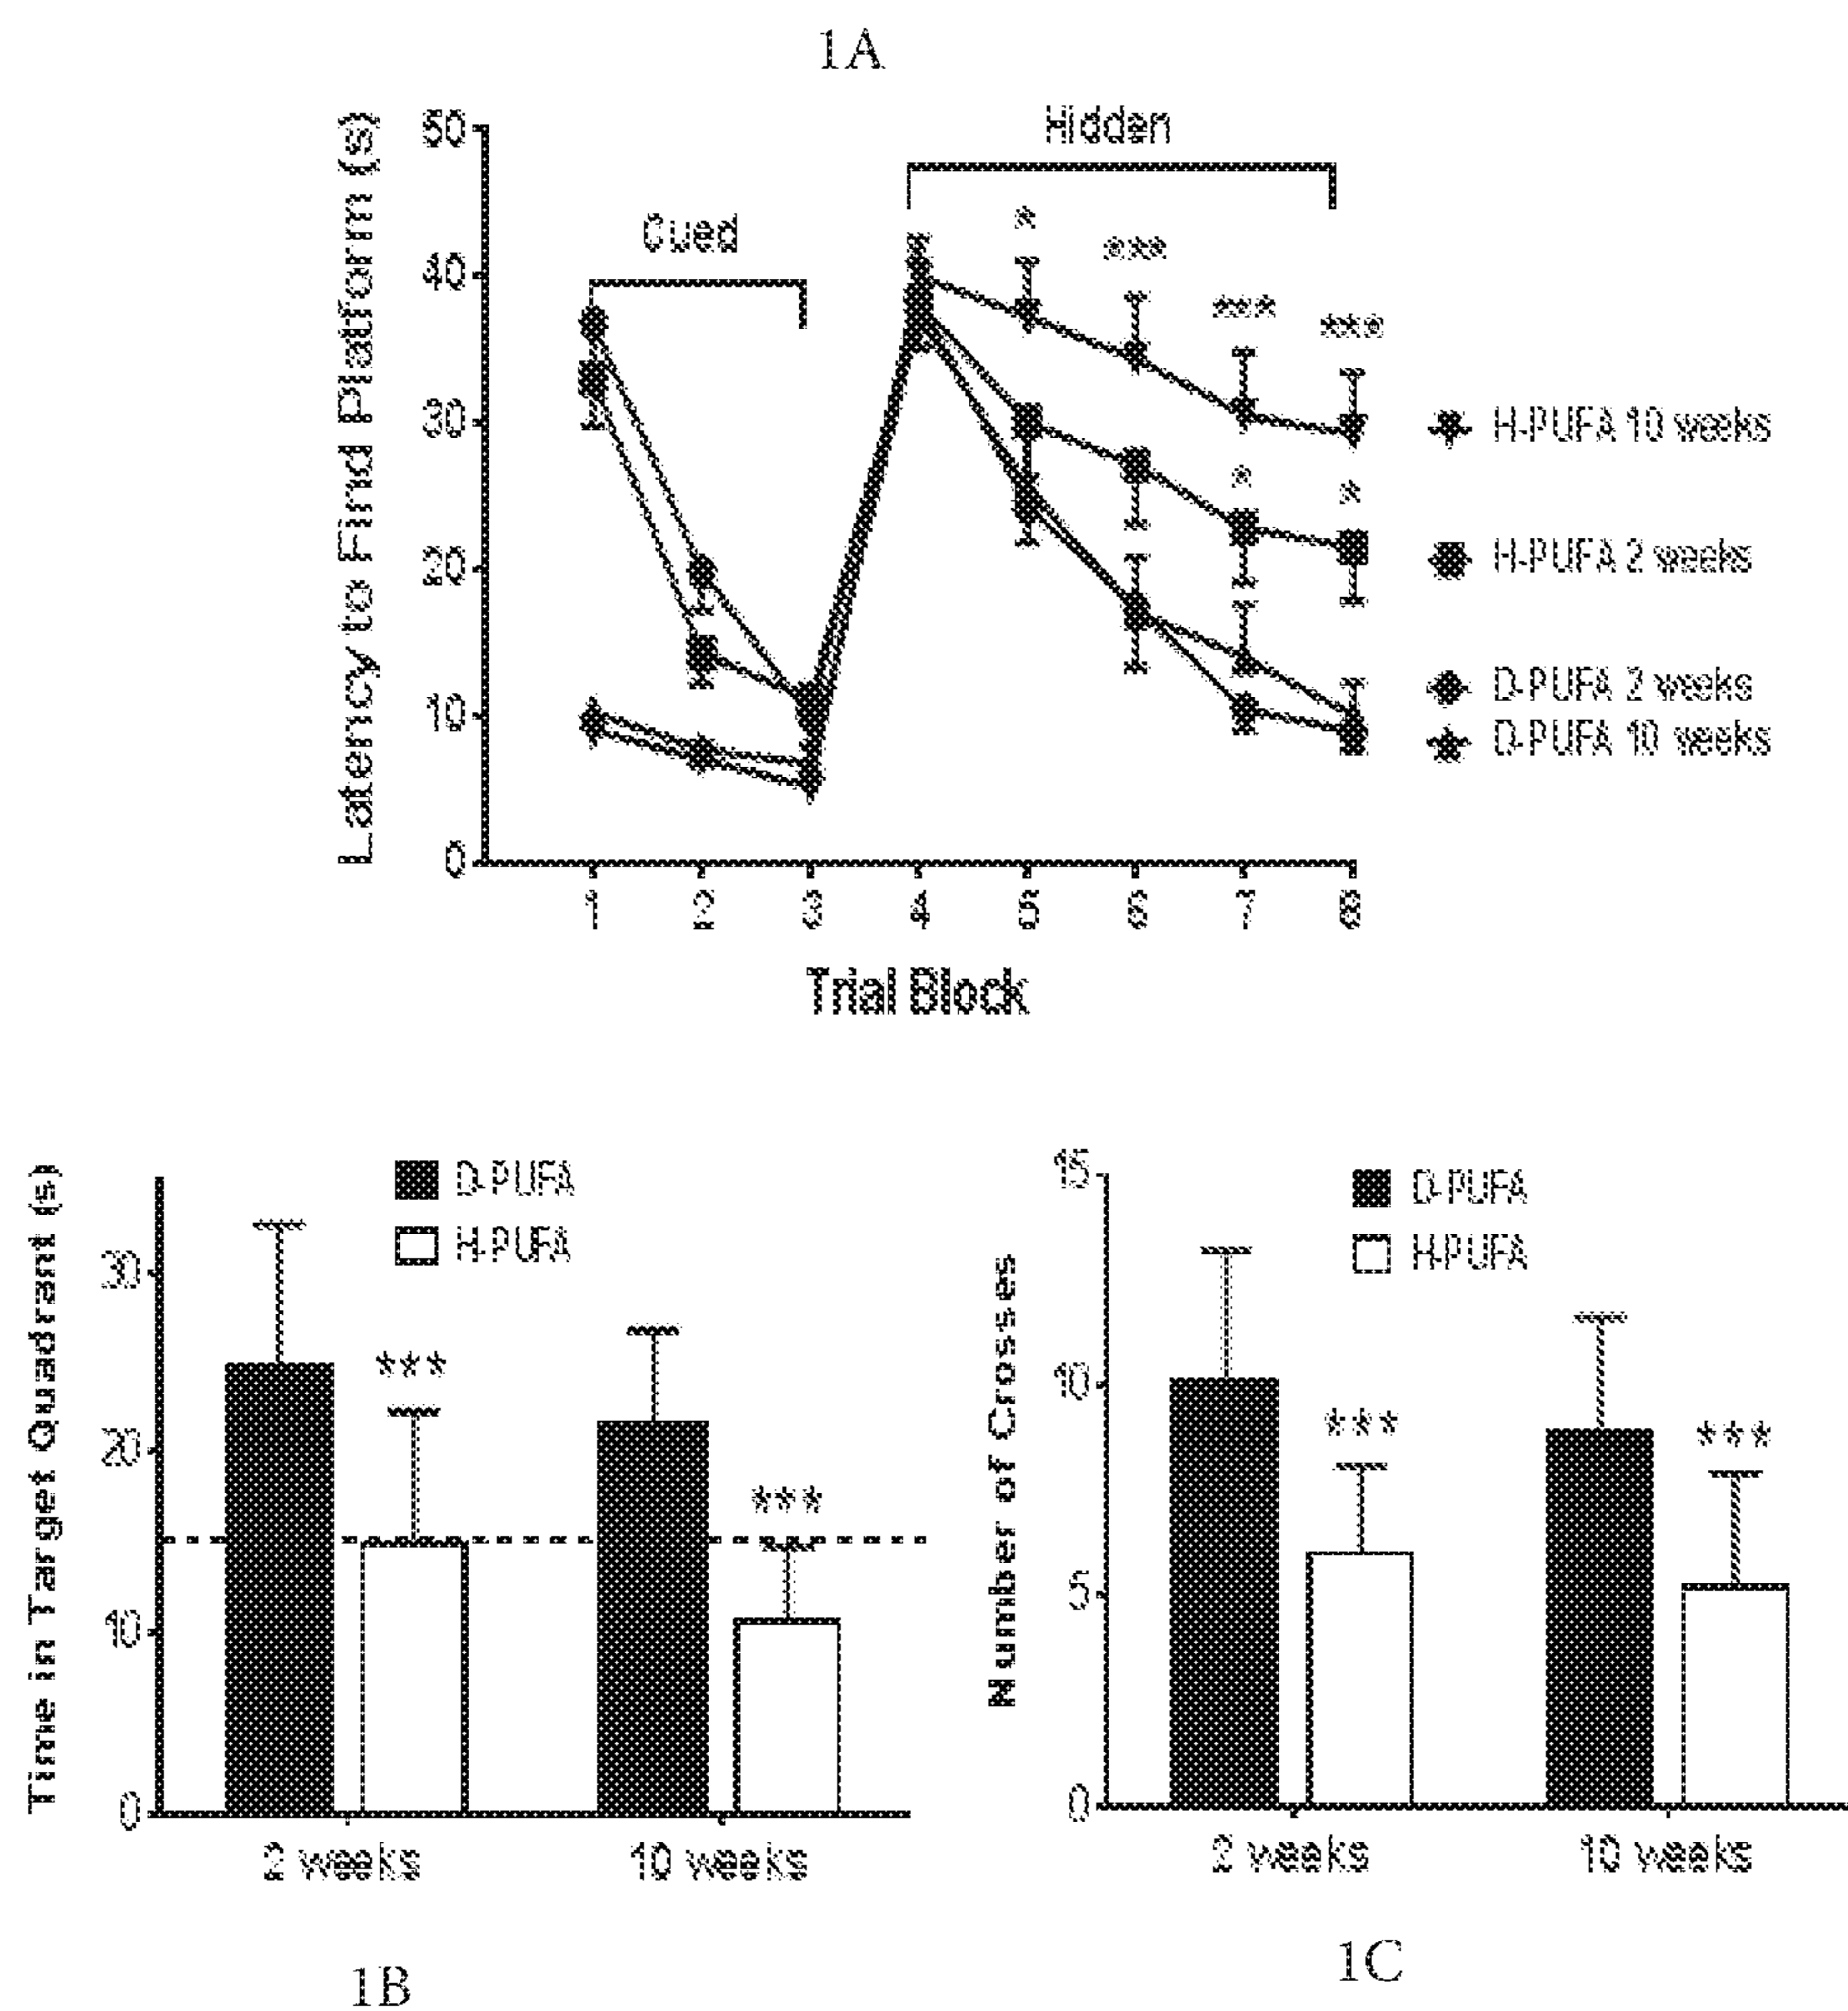 1A
Latency to Find Platform (s)
50
40
30
20
10
0
Cued
Hidden
*
***
***
***
*
*
H-PUFA 10 weeks
H-PUFA 2 weeks
D-PUFA 2 weeks
D-PUFA 10 weeks
1 2 3 4 5 6 7 8
Trial Block
Time in Target Quadrant (s)
30
20
10
0
D-PUFA
H-PUFA
***
***
2 weeks 10 weeks
1B
Number of Crosses
15
10
5
0
D-PUFA
H-PUFA
***
***
2 weeks 10 weeks
1C